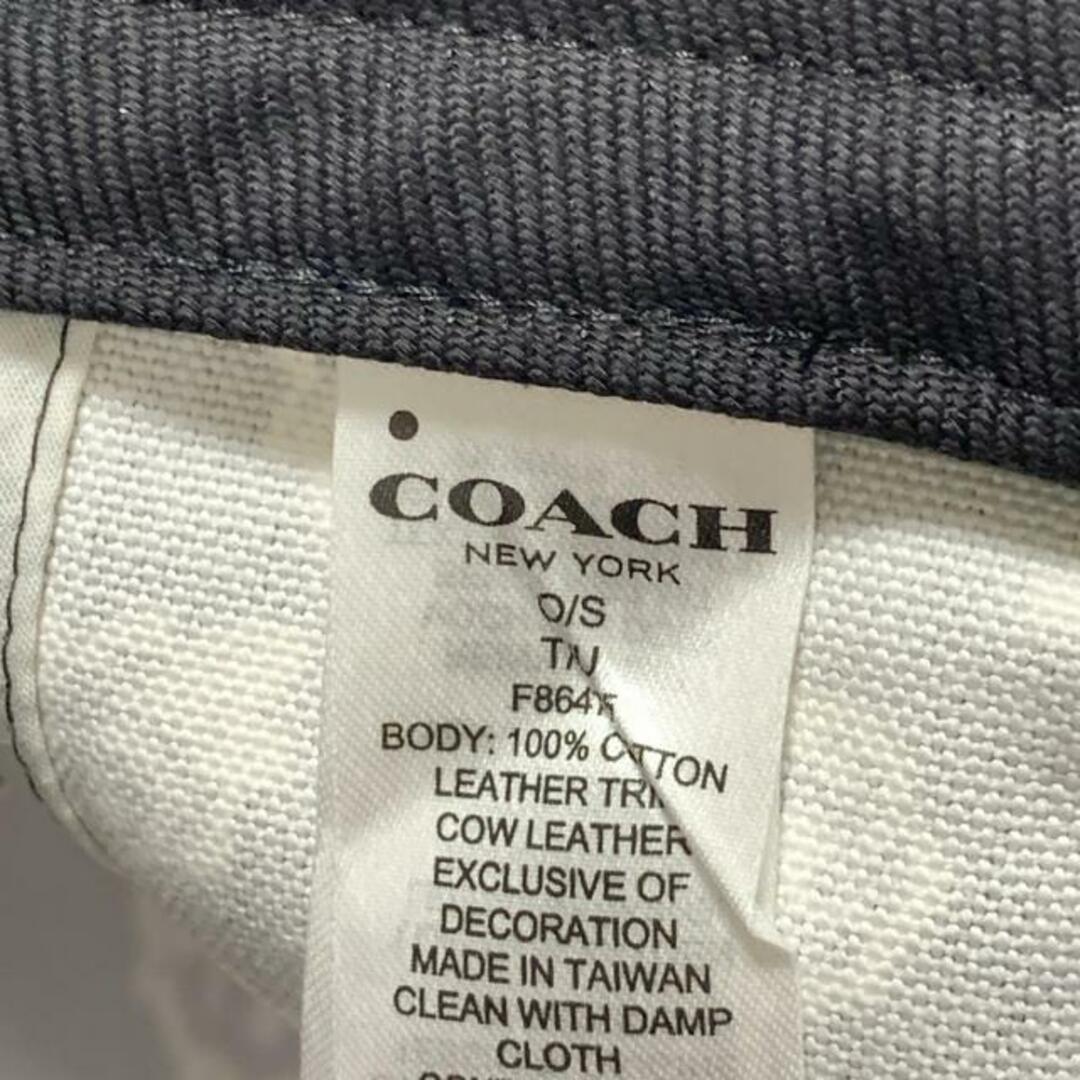 COACH
NEW YORK
O/S
BODY: 100% COTTON
LEATHER TRIM
COW LEATHER
EXCLUSIVE OF
DECORATION
MADE IN TAIWAN
CLEAN WITH DAMP
CLOTH